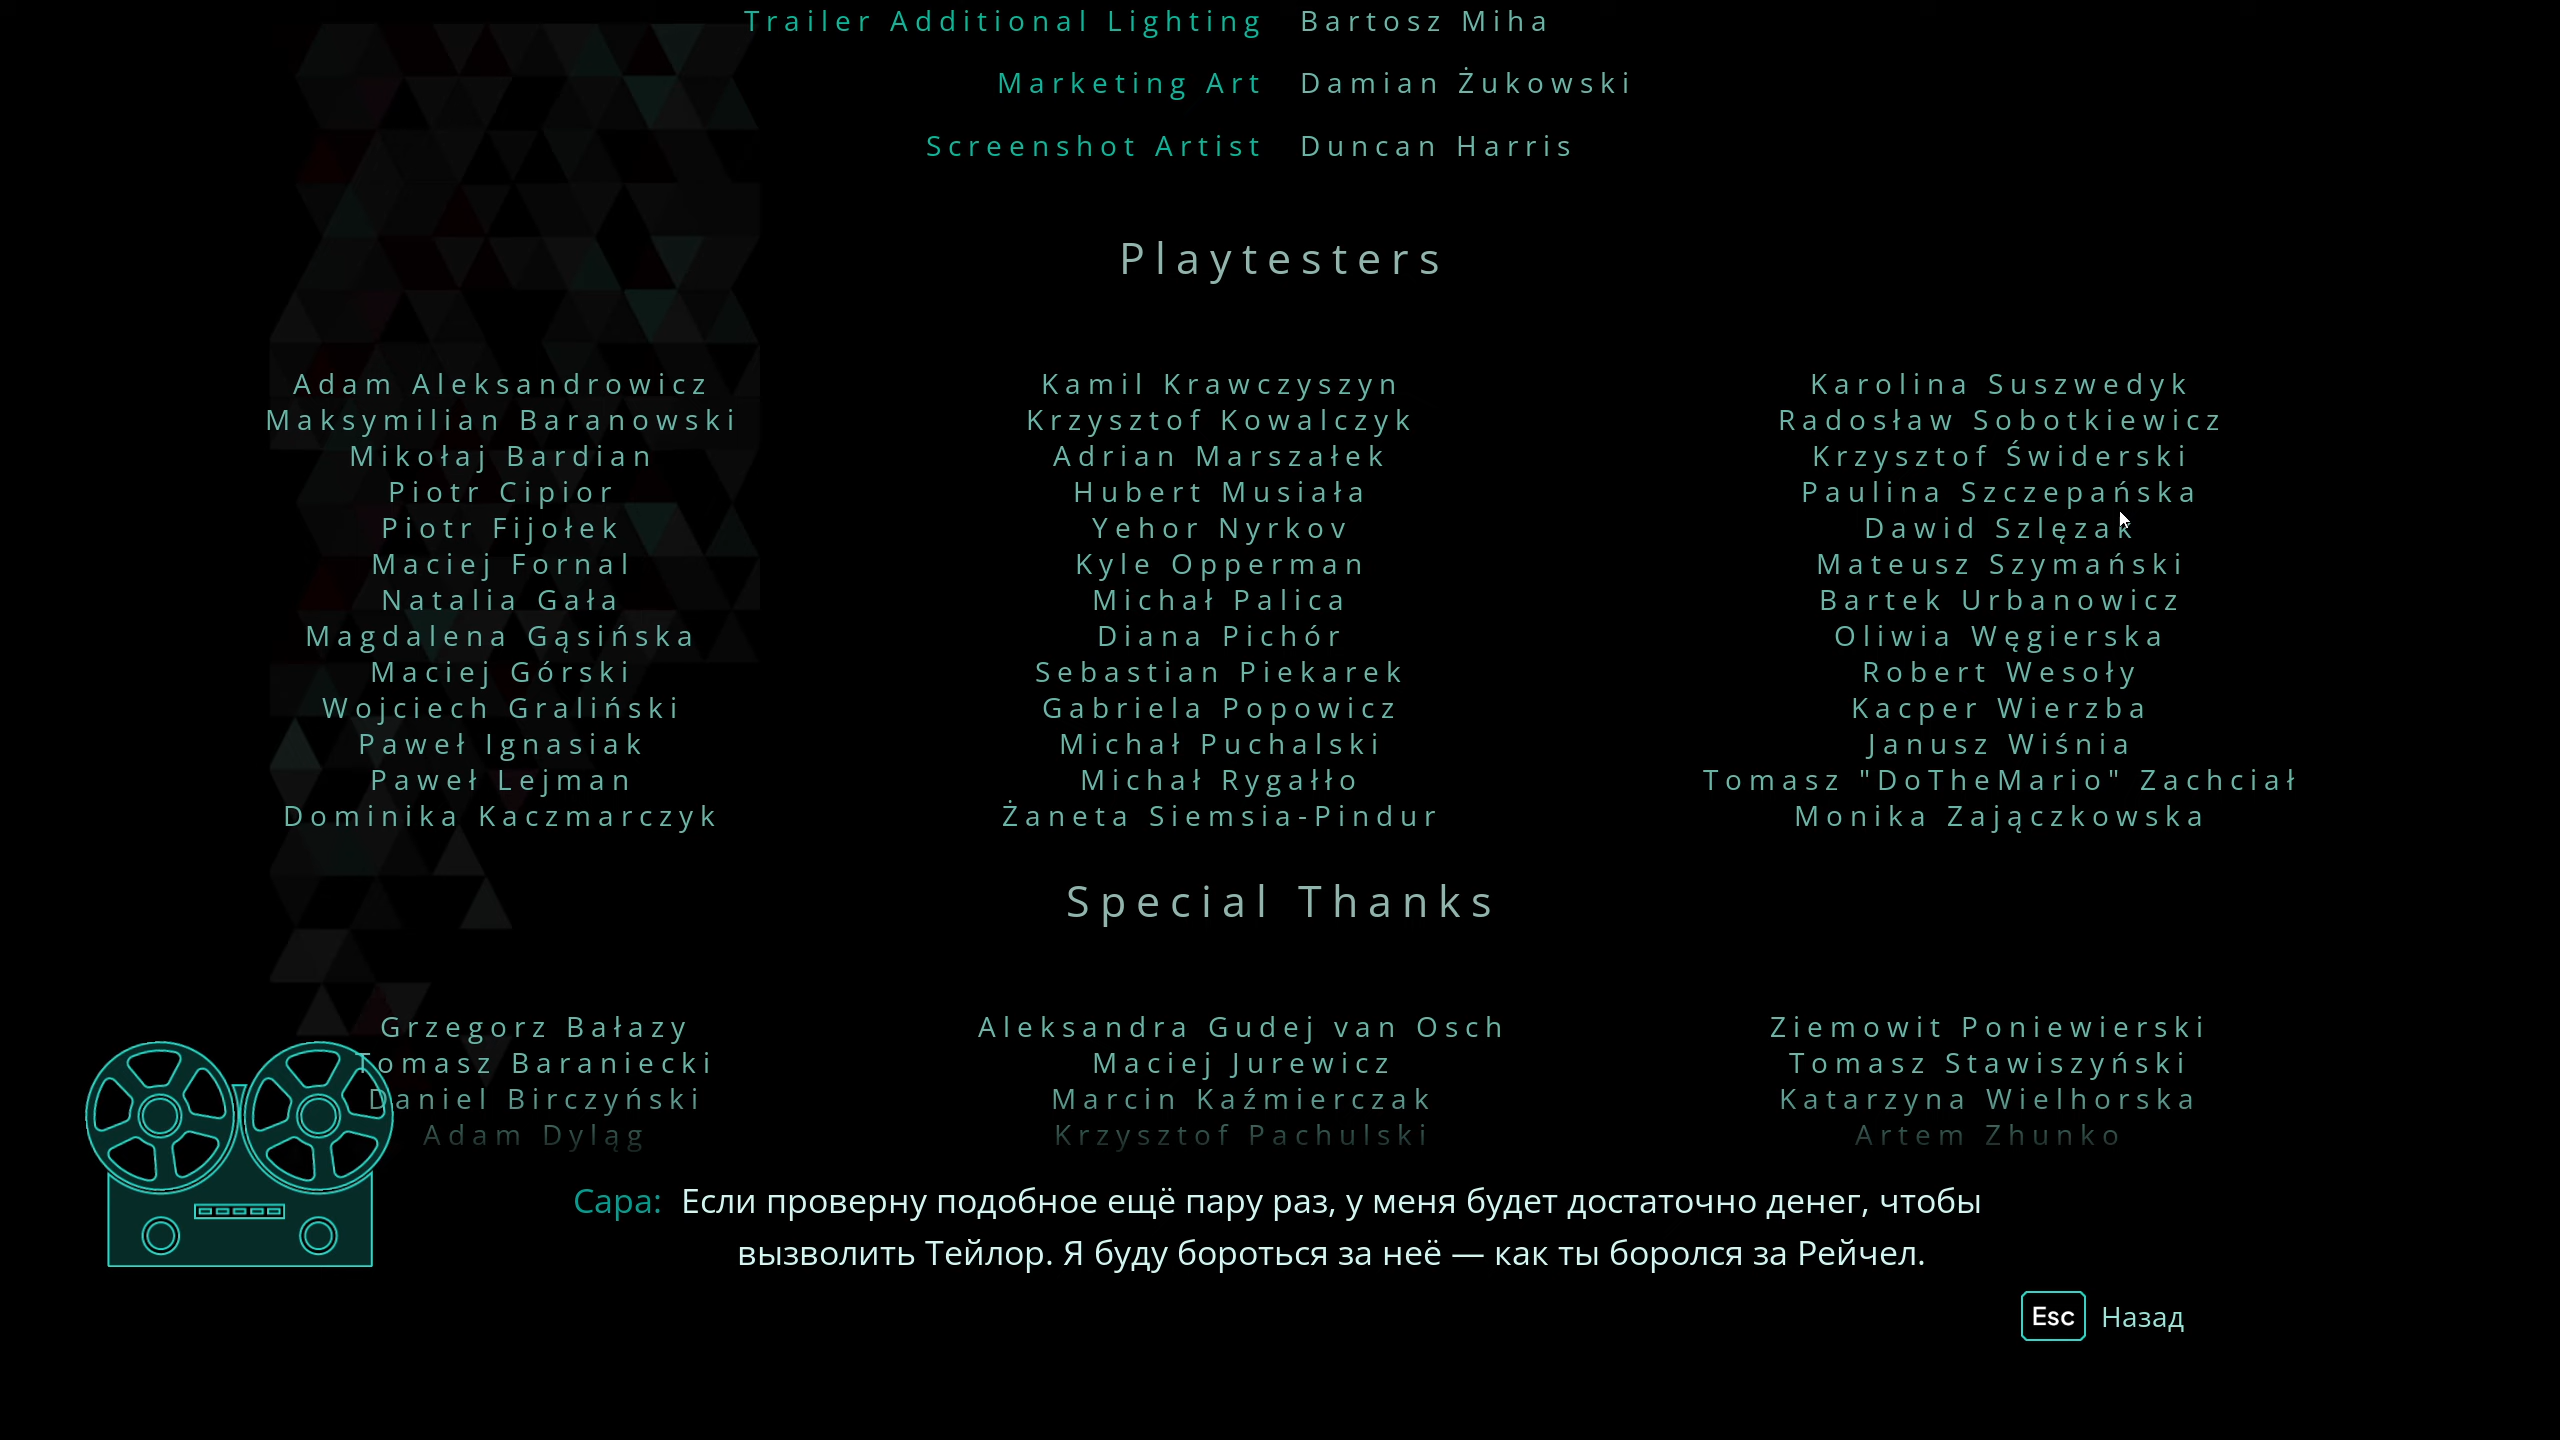 Trailer Additional Lighting Bartosz Miha
Marketing Art Damian Żukowski
Screenshot Artist Duncan Harris
Playtesters
Adam Aleksandrowicz
Maksymilian Baranowski
Mikołaj Bardian
Piotr Cipior
Piotr Fijołek
Maciej Fornal
Natalia Gała
Magdalena Gąsińska
Maciej Górski
Wojciech Graliński
Paweł Ignasiak
Paweł Lejman
Dominika Kaczmarczyk
Kamil Krawczyszyn
Krzysztof Kowalczyk
Adrian Marszałek
Hubert Musiała
Yehor Nyrkov
Kyle Opperman
Michał Palica
Diana Pichór
Sebastian Piekarek
Gabriela Popowicz
Michał Puchalski
Michał Rygałło
Żaneta Siemsia-Pindur
Karolina Suszwedyk
Radosław Sobotkiewicz
Krzysztof Świderski
Paulina Szczepańska
Dawid Szlęzak
Mateusz Szymański
Bartek Urbanowicz
Oliwia Węgierska
Robert Wesoły
Kacper Wierzba
Janusz Wiśnia
Tomasz "DoTheMario" Zachciał
Monika Zajączkowska
Special Thanks
Grzegorz Bałazy
Tomasz Baraniecki
Daniel Birczyński
Adam Dyląg
Aleksandra Gudej van Osch
Maciej Jurewicz
Marcin Kaźmierczak
Krzysztof Pachulski
Ziemowit Poniewierski
Tomasz Stawiszyński
Katarzyna Wielhorska
Artem Zhunko
Сара: Если проверну подобное ещё пару раз, у меня будет достаточно денег, чтобы
вызволить Тейлор. Я буду бороться за неё — как ты боролся за Рейчел.
Esc Назад